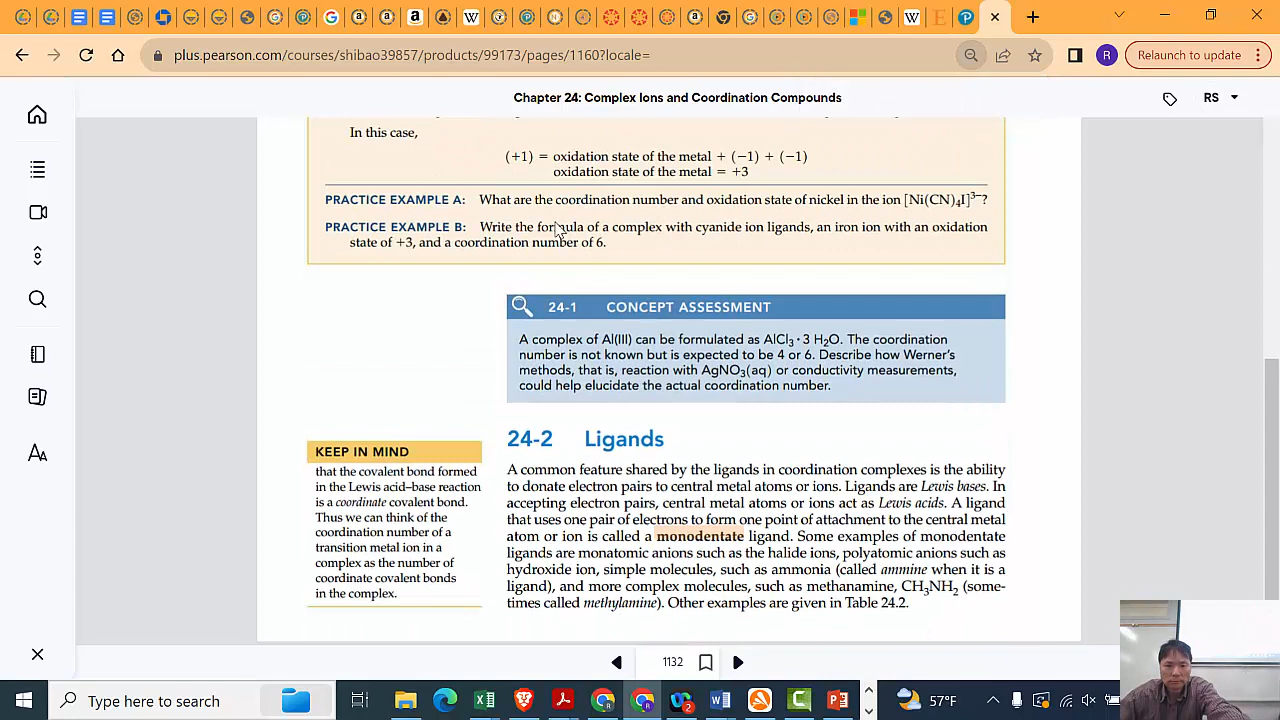 plus.pearson.com/courses/shibao39857/products/99173/pages/1160?locale=
R
Relaunch to update
Chapter 24: Complex Ions and Coordination Compounds
RS
In this case,
(+1) = oxidation state of the metal + (−1) + (−1)
oxidation state of the metal = +3
PRACTICE EXAMPLE A: What are the coordination number and oxidation state of nickel in the ion [Ni(CN)₄I]³⁻?
PRACTICE EXAMPLE B: Write the formula of a complex with cyanide ion ligands, an iron ion with an oxidation
state of +3, and a coordination number of 6.
24-1 CONCEPT ASSESSMENT
A complex of Al(III) can be formulated as AlCl₃ · 3 H₂O. The coordination
number is not known but is expected to be 4 or 6. Describe how Werner's
methods, that is, reaction with AgNO₃(aq) or conductivity measurements,
could help elucidate the actual coordination number.
24-2 Ligands
A common feature shared by the ligands in coordination complexes is the ability
to donate electron pairs to central metal atoms or ions. Ligands are Lewis bases. In
accepting electron pairs, central metal atoms or ions act as Lewis acids. A ligand
that uses one pair of electrons to form one point of attachment to the central metal
atom or ion is called a monodentate ligand. Some examples of monodentate
ligands are monatomic anions such as the halide ions, polyatomic anions such as
hydroxide ion, simple molecules, such as ammonia (called ammine when it is a
ligand), and more complex molecules, such as methanamine, CH₃NH₂ (some-
times called methylamine). Other examples are given in Table 24.2.
KEEP IN MIND
that the covalent bond formed
in the Lewis acid–base reaction
is a coordinate covalent bond.
Thus we can think of the
coordination number of a
transition metal ion in a
complex as the number of
coordinate covalent bonds
in the complex.
1132
Type here to search
57°F